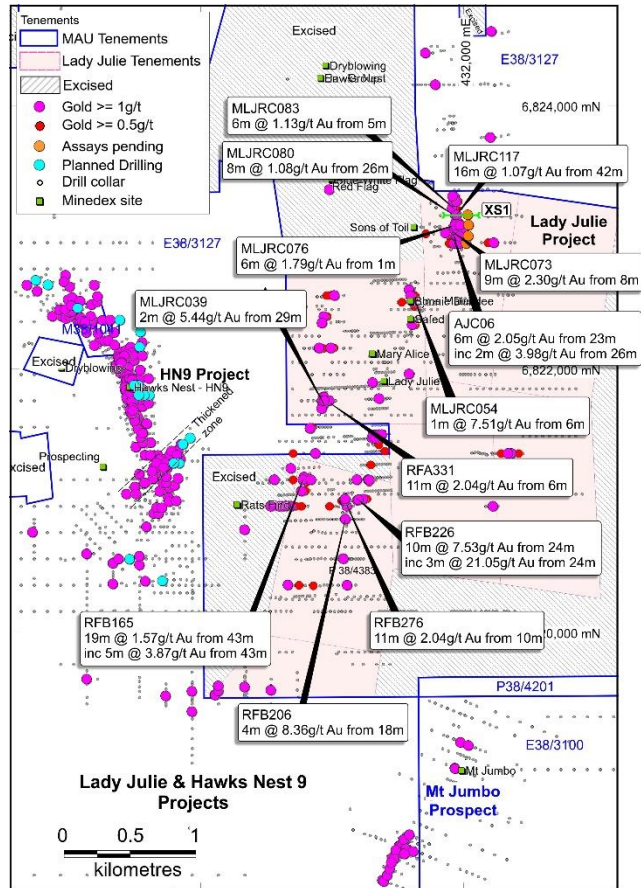 Tenements
MAU Tenements
Lady Julie Tenements
Excised
Gold >= 1g/t
Gold >= 0.5g/t
Assays pending
Planned Drilling
Drill collar
Minedex site
Excised
Excised
432,000 mE
E38/3127
Dryblowing
6,824,000 mN
MLJRC083
6m @ 1.13g/t Au from 5m
MLJRC080
8m @ 1.08g/t Au from 26m
MLJRC117
16m @ 1.07g/t Au from 42m
Red Flag
XS1
Sons of Toil
Lady Julie
Project
E38/3127
MLJRC076
6m @ 1.79g/t Au from 1m
MLJRC073
9m @ 2.30g/t Au from 8m
MLJRC039
2m @ 5.44g/t Au from 29m
AJC06
6m @ 2.05g/t Au from 23m
inc 2m @ 3.98g/t Au from 26m
M38/1041
Excised
Dryblowing
HN9 Project
Mary Alice
6,822,000 mN
Hawks Nest - HN9
Lady Julie
MLJRC054
1m @ 7.51g/t Au from 6m
Thickened
zone
Prospecting
RFA331
11m @ 2.04g/t Au from 6m
Excised
Rats Find
RFB226
10m @ 7.53g/t Au from 24m
inc 3m @ 21.05g/t Au from 24m
P 38/4383
RFB165
19m @ 1.57g/t Au from 43m
inc 5m @ 3.87g/t Au from 43m
RFB276
11m @ 2.04g/t Au from 10m
RFB206
4m @ 8.36g/t Au from 18m
P38/4201
E38/3100
Mt Jumbo
Mt Jumbo
Prospect
Lady Julie & Hawks Nest 9
Projects
0 1
kilometres